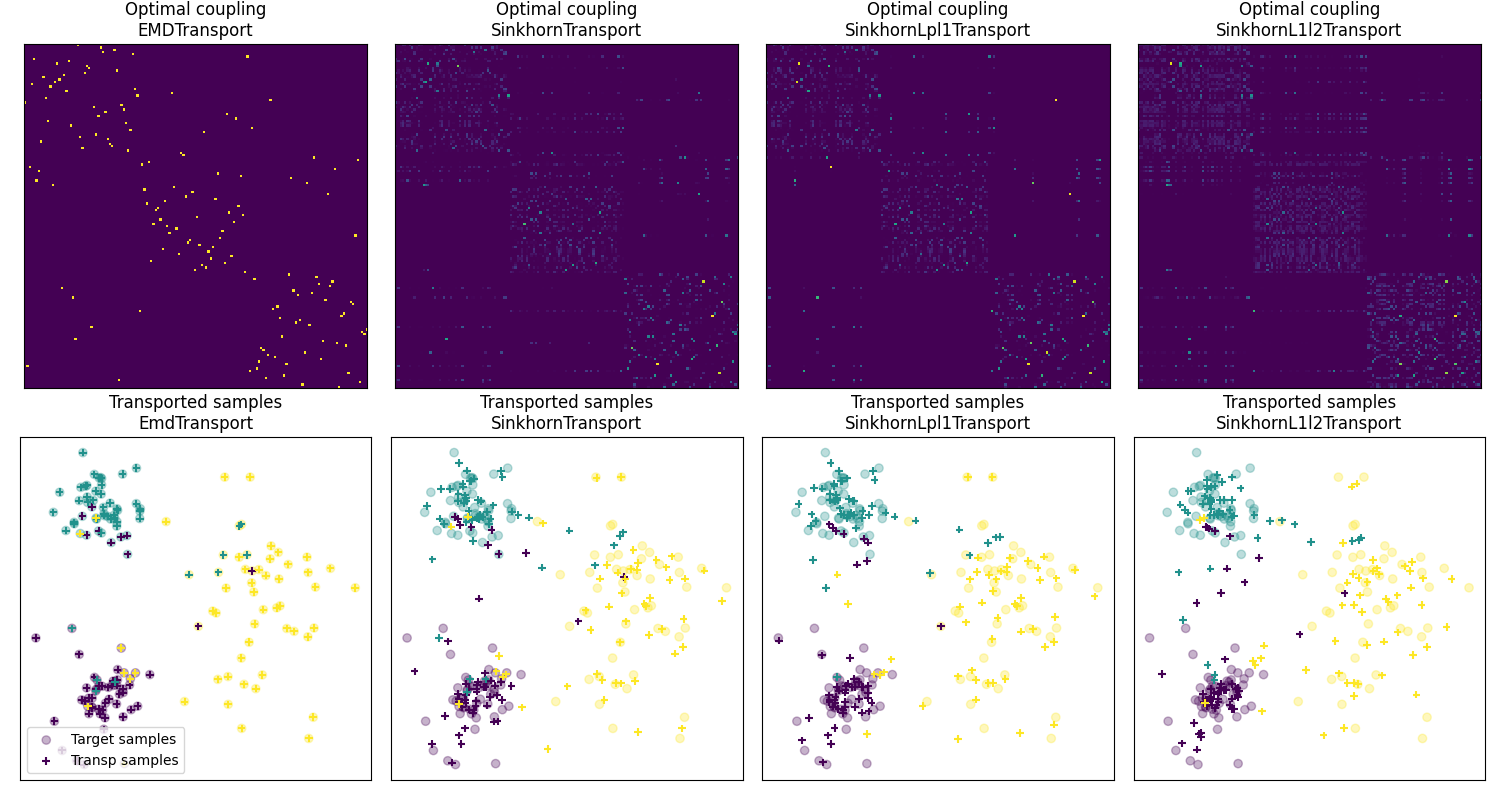 Optimal coupling
EMDTransport
Optimal coupling
SinkhornTransport
Optimal coupling
SinkhornLpl1Transport
Optimal coupling
SinkhornL1l2Transport
Transported samples
EmdTransport
Transported samples
SinkhornTransport
Transported samples
SinkhornLpl1Transport
Transported samples
SinkhornL1l2Transport
Target samples
Transp samples